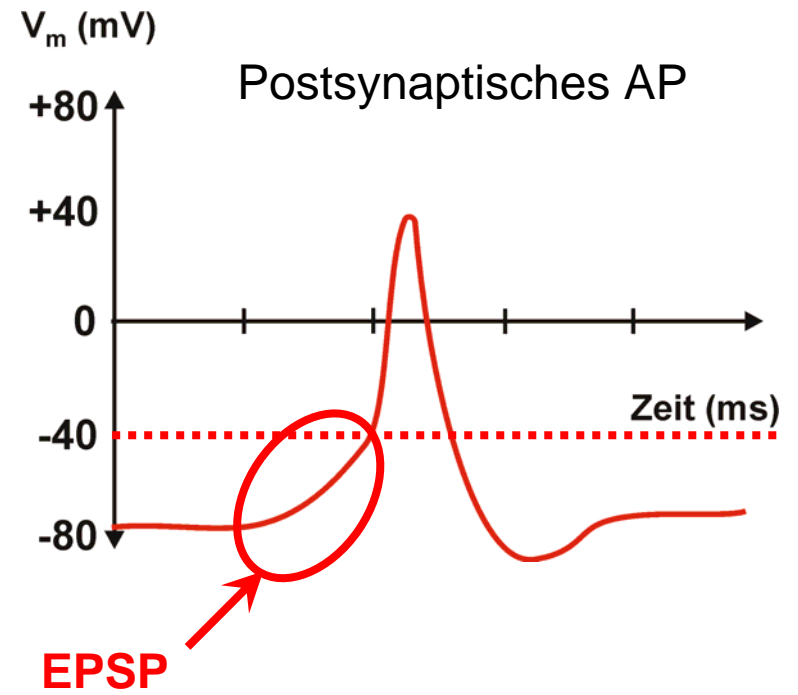 Vm (mV)
Postsynaptisches AP
+80
+40
0
Zeit (ms)
-40
-80
EPSP